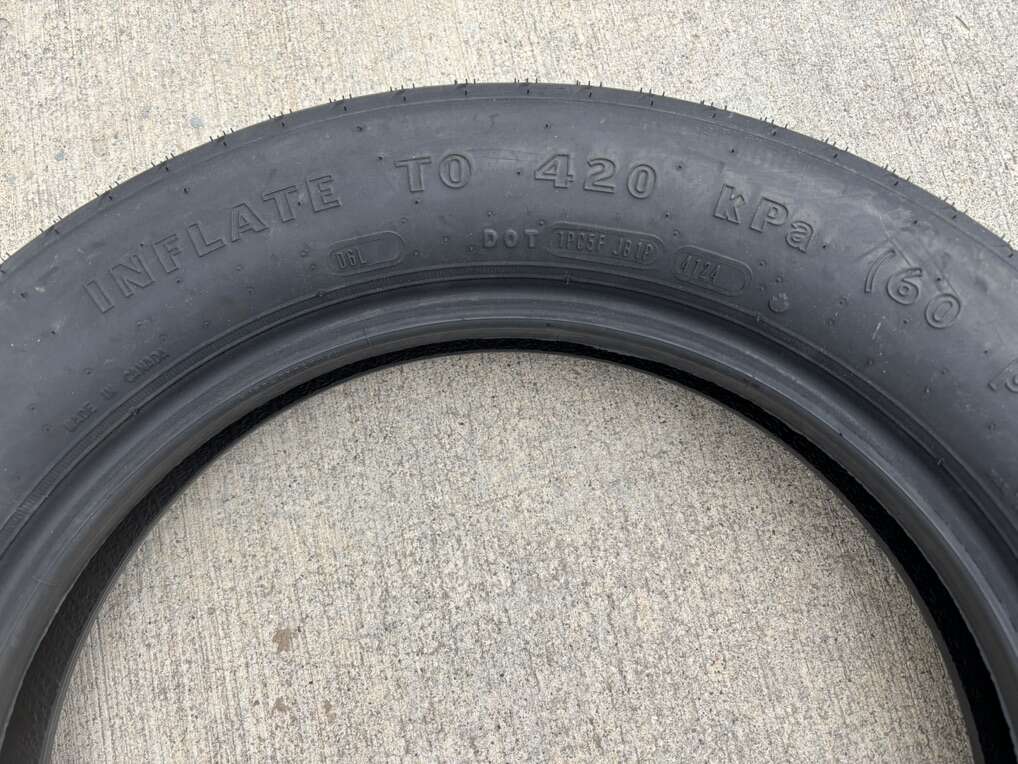 INFLATE TO 420 KPa (60
D6L
DOT 1PC5F JB1P 4124
MADE IN CANADA